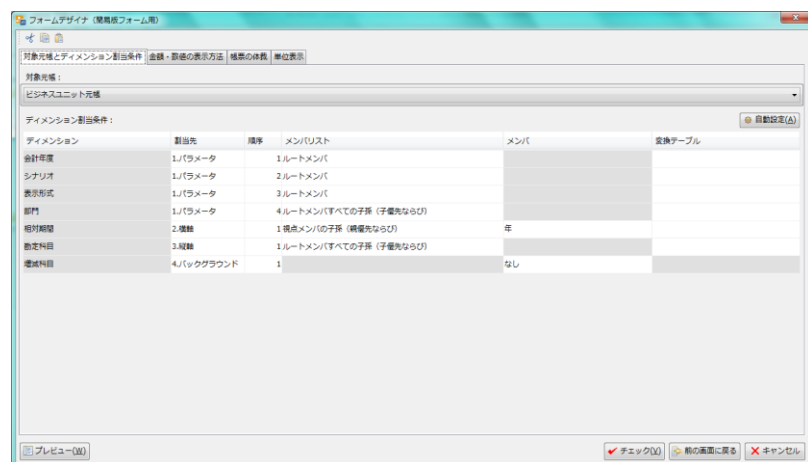 フォームデザイナ（簡易版フォーム用）
対象元帳とディメンション割当条件 金額・数値の表示方法 帳票の体裁 単位表示
対象元帳：
ビジネスユニット元帳
ディメンション割当条件： 自動設定(A)
ディメンション 割当先 順序 メンバリスト メンバ 変換テーブル
会計年度 1.パラメータ 1 ルートメンバ
シナリオ 1.パラメータ 2 ルートメンバ
表示形式 1.パラメータ 3 ルートメンバ
部門 1.パラメータ 4 ルートメンバすべての子孫（子優先ならび）
相対期間 2.横軸 1 視点メンバの子孫（親優先ならび） 年
勘定科目 3.縦軸 1 ルートメンバすべての子孫（子優先ならび）
増減科目 4.バックグラウンド 1 なし
プレビュー(W) チェック(V) 前の画面に戻る キャンセル